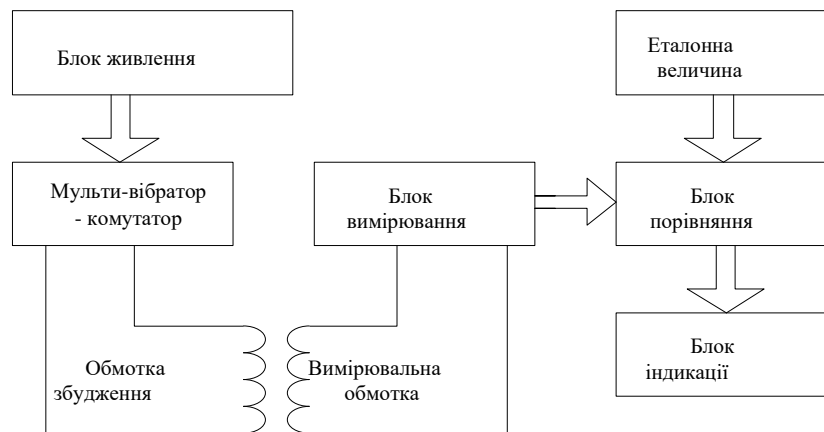 Блок живлення
Еталонна
величина
Мульти-вібратор
- комутатор
Блок
вимірювання
Блок
порівняння
Обмотка
збудження
Вимірювальна
обмотка
Блок
індикації